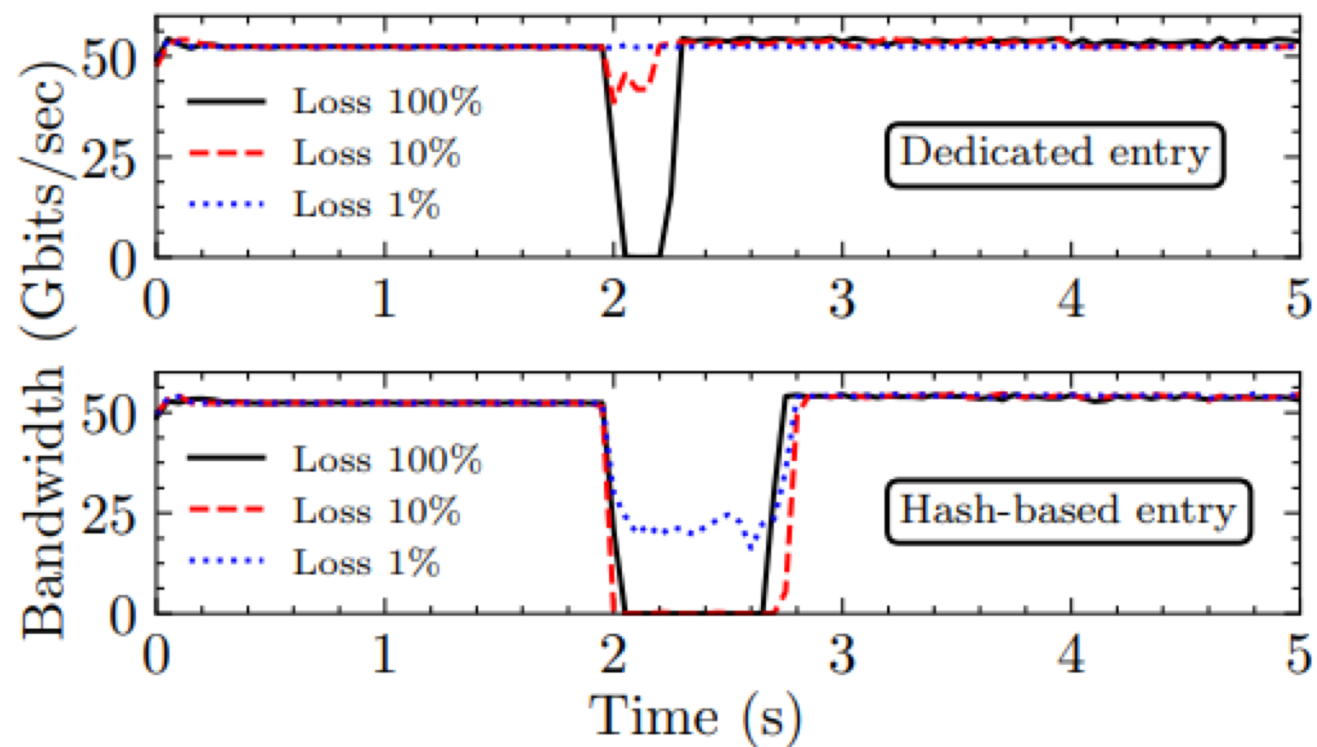 Bandwidth (Gbits/sec)
50
25
0
Loss 100%
Loss 10%
Loss 1%
Dedicated entry
0 1 2 3 4 5
50
25
0
Loss 100%
Loss 10%
Loss 1%
Hash-based entry
0 1 2 3 4 5
Time (s)